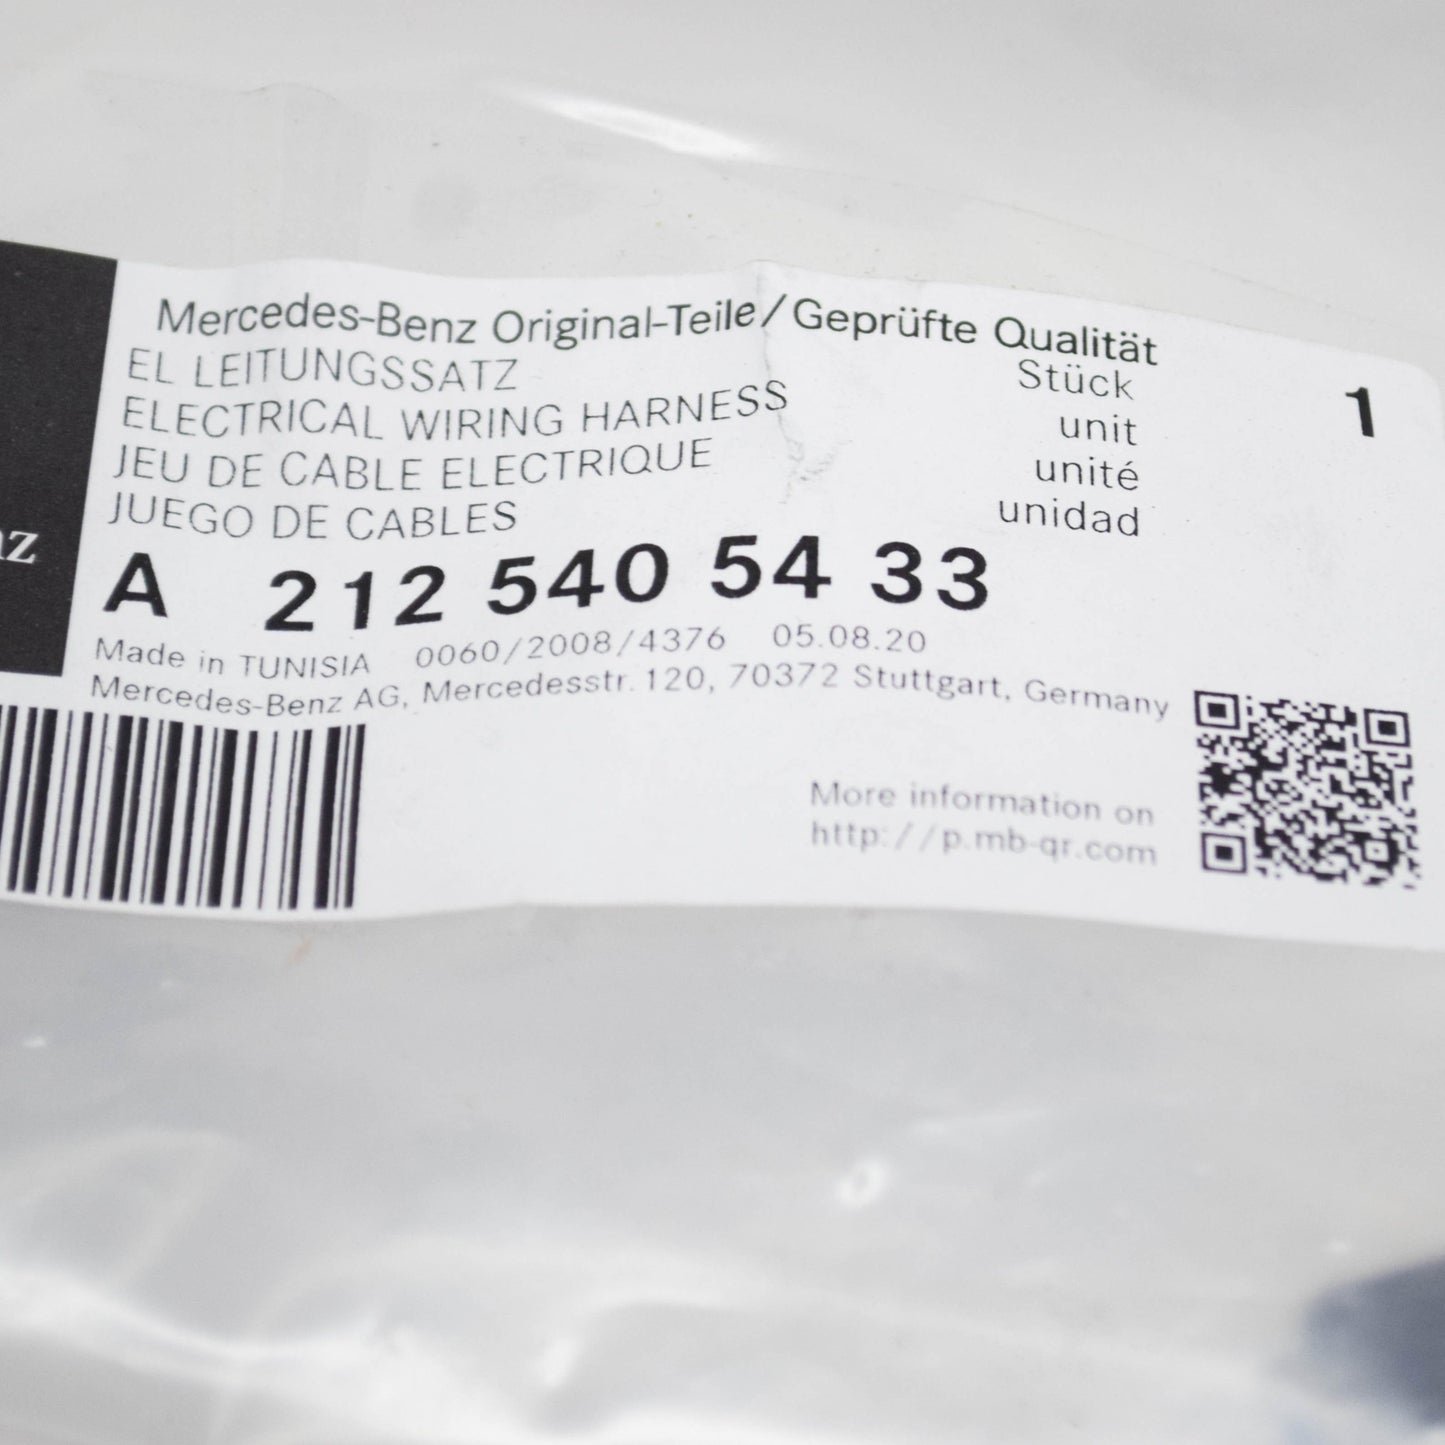 Mercedes-Benz Original-Teile/Geprüfte Qualität
EL LEITUNGSSATZ Stück 1
ELECTRICAL WIRING HARNESS unit
JEU DE CABLE ELECTRIQUE unité
JUEGO DE CABLES unidad
nz
A 212 540 54 33
Made in TUNISIA 0060/2008/4376 05.08.20
Mercedes-Benz AG, Mercedesstr. 120, 70372 Stuttgart, Germany
More information on
http://p.mb-qr.com